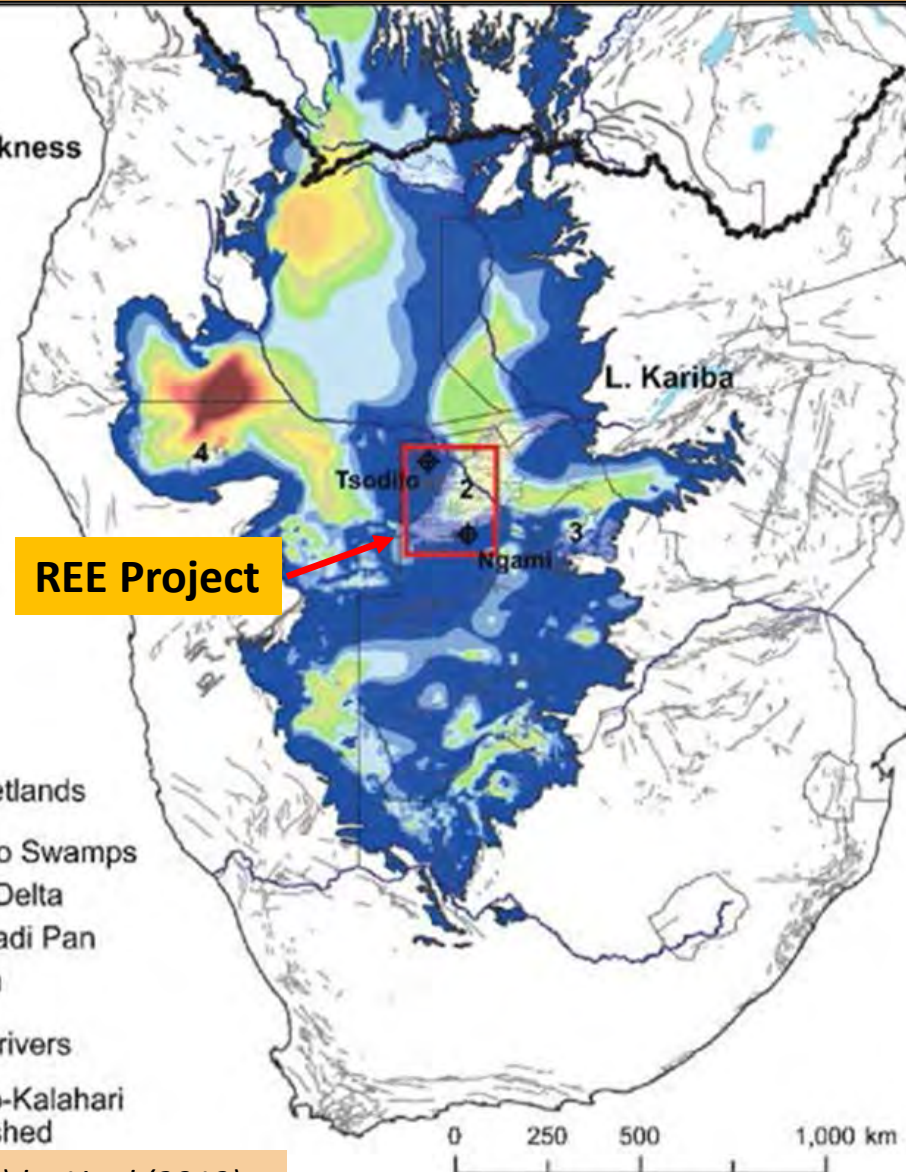 kness
L. Kariba
4
Tsodilo
2
3
Ngami
REE Project
etlands
o Swamps
Delta
adi Pan
rivers
-Kalahari
shed
0 250 500 1,000 km